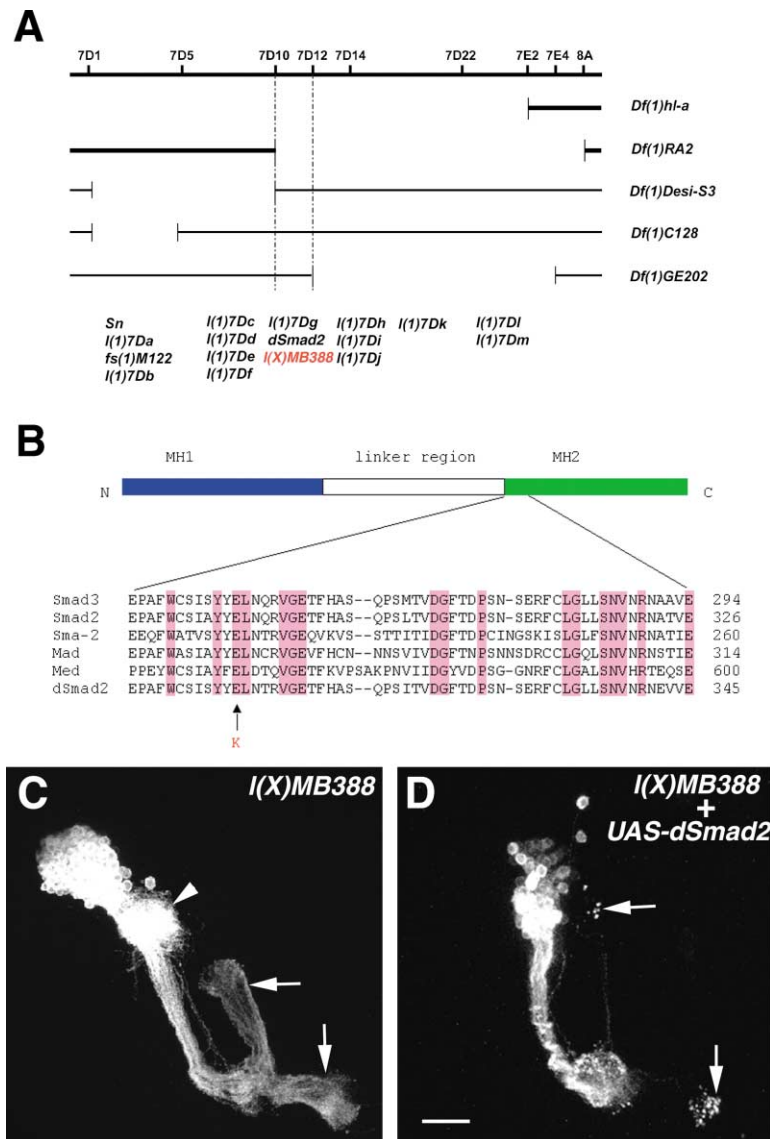 A
7D1 7D5 7D10 7D12 7D14 7D22 7E2 7E4 8A
Df(1)hl-a
Df(1)RA2
Df(1)Desi-S3
Df(1)C128
Df(1)GE202
Sn l(1)7Dc l(1)7Dg l(1)7Dh l(1)7Dk l(1)7Dl
l(1)7Da l(1)7Dd dSmad2 l(1)7Di l(1)7Dm
fs(1)M122 l(1)7De l(X)MB388 l(1)7Dj
l(1)7Db l(1)7Df
B
MH1 linker region MH2
N C
Smad3 EPAFWCSISYYELNQRVGETFHAS--QPSMTVDGFTDPSN-SERFCLGLLSNVNRNAAVE 294
Smad2 EPAFWCSIAYYELNQRVGETFHAS--QPSLTVDGFTDPSN-SERFCLGLLSNVNRNATVE 326
Sma-2 EEQFWATVSYYELNTRVGEQVKVS--STTITIDGFTDPCINGSKISLGLFSNVNRNATIE 260
Mad EPAFWASIAYYELNCRVGEVFHCN--NNSVIVDGFTNPSNNSDRCCLGQLSNVNRNSTIE 314
Med PPEYWCSIAYFELDTQVGETFKVPSAKPNVIIDGYVDPSG-GNRFCLGALSNVHRTEQSE 600
dSmad2 EPAFWCSISYYELNTRVGETFHAS--QPSITVDGFTDPSN-SERFCLGLLSNVNRNEVVE 345
K
C
l(X)MB388
D
l(X)MB388
+
UAS-dSmad2